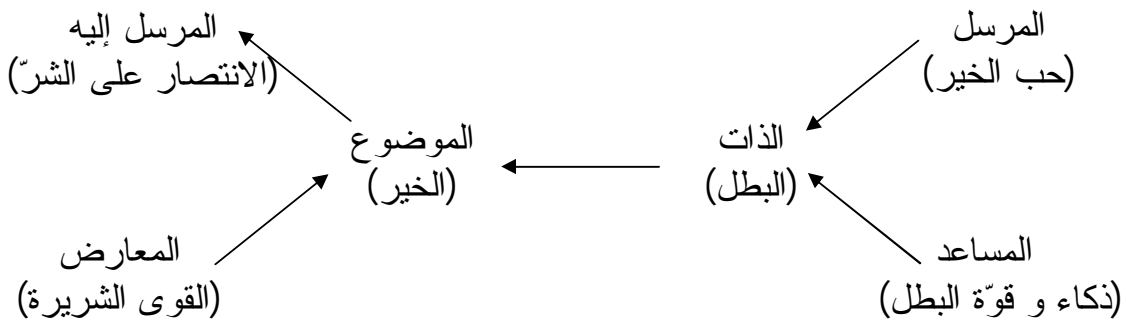 المرسل
(حب الخير)
المرسل إليه
(الانتصار على الشرّ)
الذات
(البطل)
الموضوع
(الخير)
المساعد
(ذكاء و قوّة البطل)
المعارض
(القوى الشريرة)